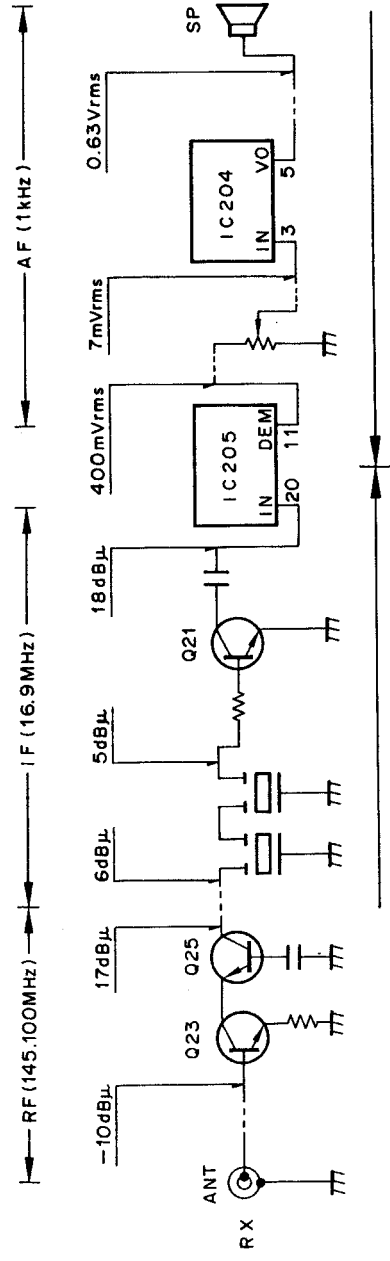 RF (145.100MHz)
IF (16.9MHz)
AF (1kHz)
-10dBμ
17dBμ
6dBμ
5dBμ
18dBμ
400mVrms
7mVrms
0.63Vrms
ANT
RX
Q23
Q25
Q21
IC205
IN
DEM
20
11
IC204
IN
VO
3
5
SP